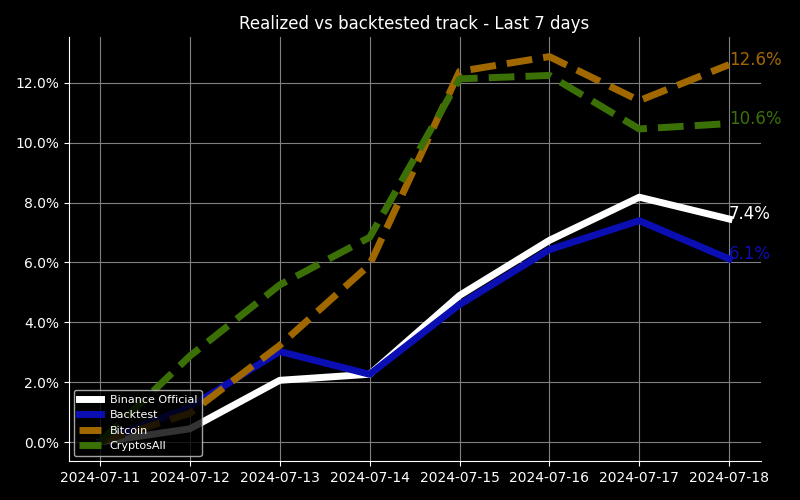 Realized vs backtested track - Last 7 days
12.6%
12.0%
10.6%
10.0%
8.0%
7.4%
6.1%
6.0%
4.0%
2.0%
0.0%
Binance Official
Backtest
Bitcoin
CryptosAll
2024-07-11 2024-07-12 2024-07-13 2024-07-14 2024-07-15 2024-07-16 2024-07-17 2024-07-18